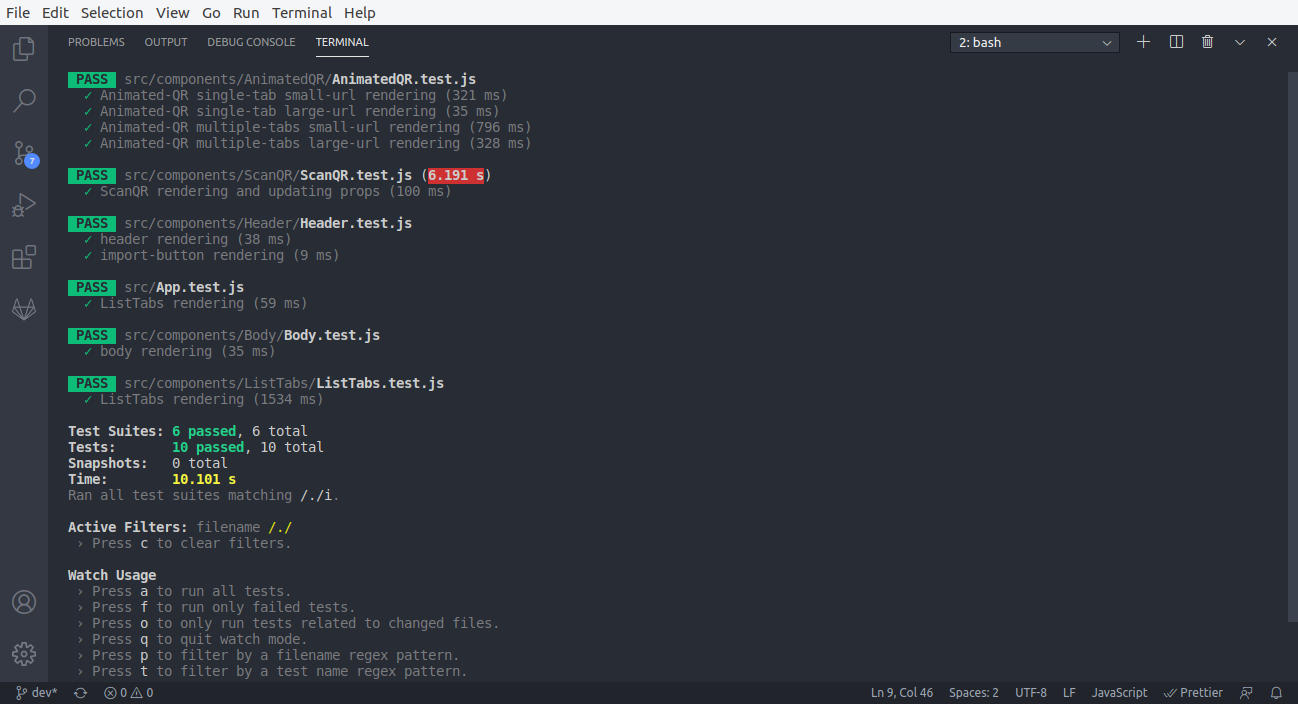 File Edit Selection View Go Run Terminal Help
PROBLEMS OUTPUT DEBUG CONSOLE TERMINAL 2: bash
PASS src/components/AnimatedQR/AnimatedQR.test.js
✓ Animated-QR single-tab small-url rendering (321 ms)
✓ Animated-QR single-tab large-url rendering (35 ms)
✓ Animated-QR multiple-tabs small-url rendering (796 ms)
✓ Animated-QR multiple-tabs large-url rendering (328 ms)
PASS src/components/ScanQR/ScanQR.test.js (6.191 s)
✓ ScanQR rendering and updating props (100 ms)
PASS src/components/Header/Header.test.js
✓ header rendering (38 ms)
✓ import-button rendering (9 ms)
PASS src/App.test.js
✓ ListTabs rendering (59 ms)
PASS src/components/Body/Body.test.js
✓ body rendering (35 ms)
PASS src/components/ListTabs/ListTabs.test.js
✓ ListTabs rendering (1534 ms)
Test Suites: 6 passed, 6 total
Tests: 10 passed, 10 total
Snapshots: 0 total
Time: 10.101 s
Ran all test suites matching /./i.
Active Filters: filename /./
› Press c to clear filters.
Watch Usage
› Press a to run all tests.
› Press f to run only failed tests.
› Press o to only run tests related to changed files.
› Press q to quit watch mode.
› Press p to filter by a filename regex pattern.
› Press t to filter by a test name regex pattern.
7
dev* 0 0 Ln 9, Col 46 Spaces: 2 UTF-8 LF JavaScript Prettier